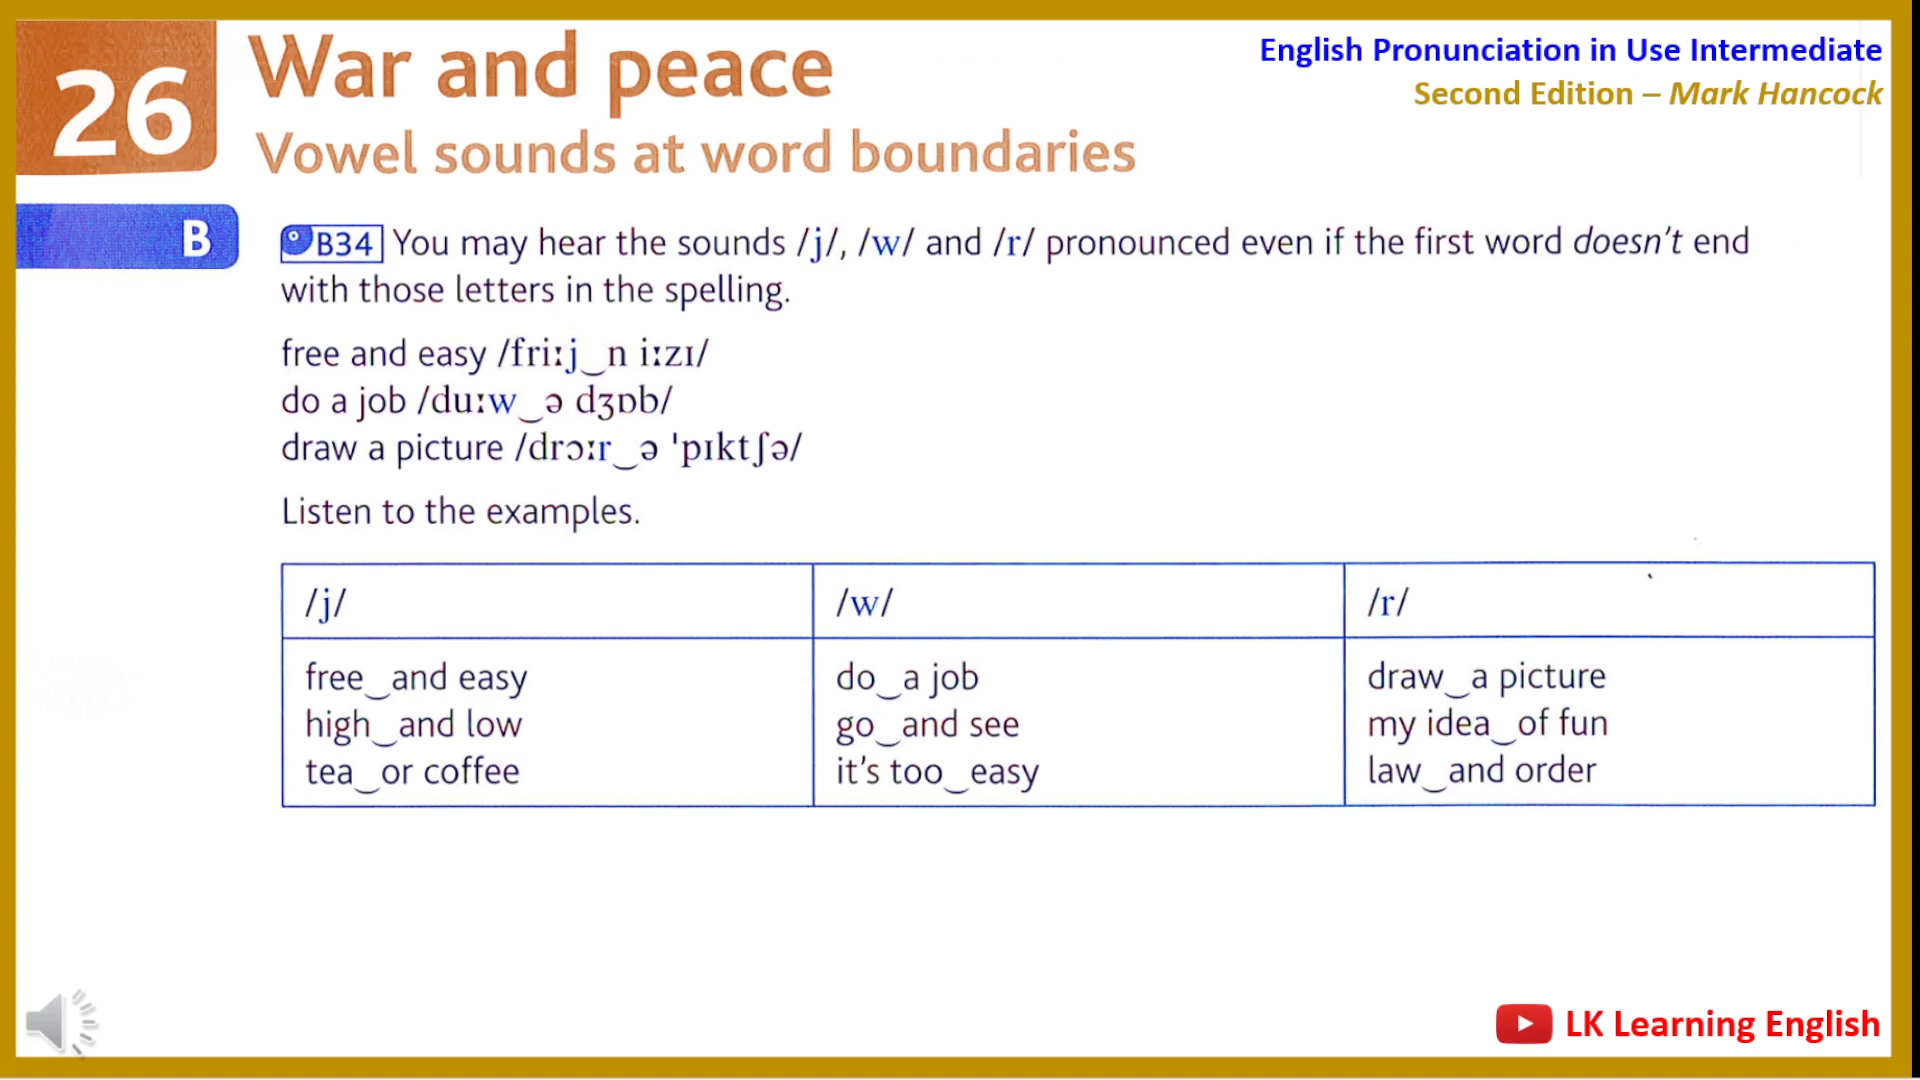 26
War and peace
Vowel sounds at word boundaries
English Pronunciation in Use Intermediate
Second Edition – Mark Hancock
B
B34 You may hear the sounds /j/, /w/ and /r/ pronounced even if the first word doesn't end
with those letters in the spelling.
free and easy /friːj‿n iːzɪ/
do a job /duːw‿ə dʒɒb/
draw a picture /drɔːr‿ə ˈpɪktʃə/
Listen to the examples.
/j/ /w/ /r/
free‿and easy do‿a job draw‿a picture
high‿and low go‿and see my idea‿of fun
tea‿or coffee it's too‿easy law‿and order
LK Learning English